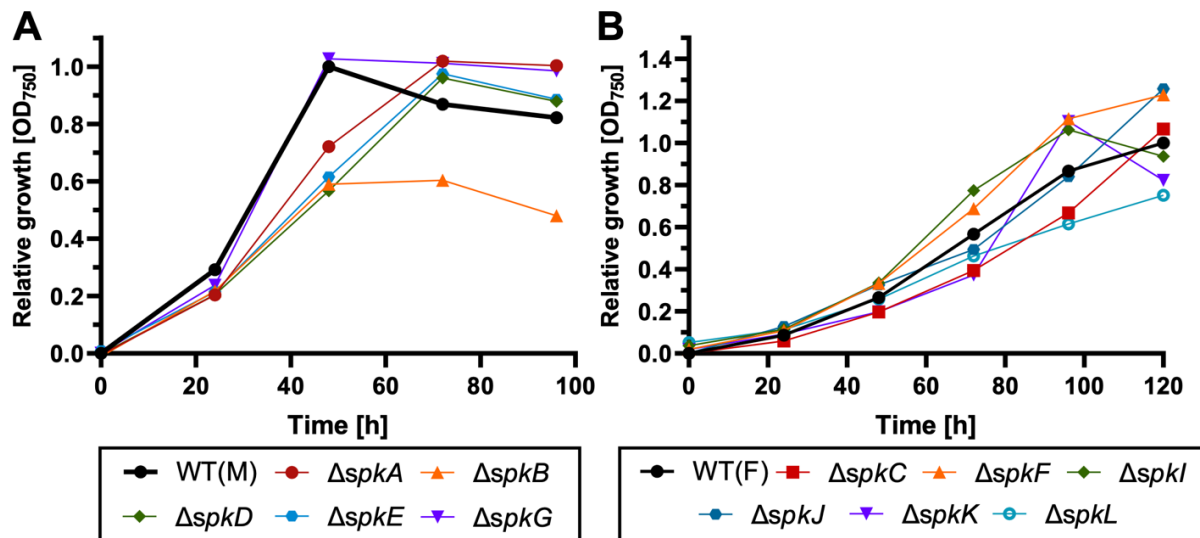 A
Relative growth [OD750]
1.0
0.8
0.6
0.4
0.2
0.0
0 20 40 60 80 100
Time [h]
WT(M) ΔspkA ΔspkB
ΔspkD ΔspkE ΔspkG
B
Relative growth [OD750]
1.4
1.2
1.0
0.8
0.6
0.4
0.2
0.0
0 20 40 60 80 100 120
Time [h]
WT(F) ΔspkC ΔspkF ΔspkI
ΔspkJ ΔspkK ΔspkL